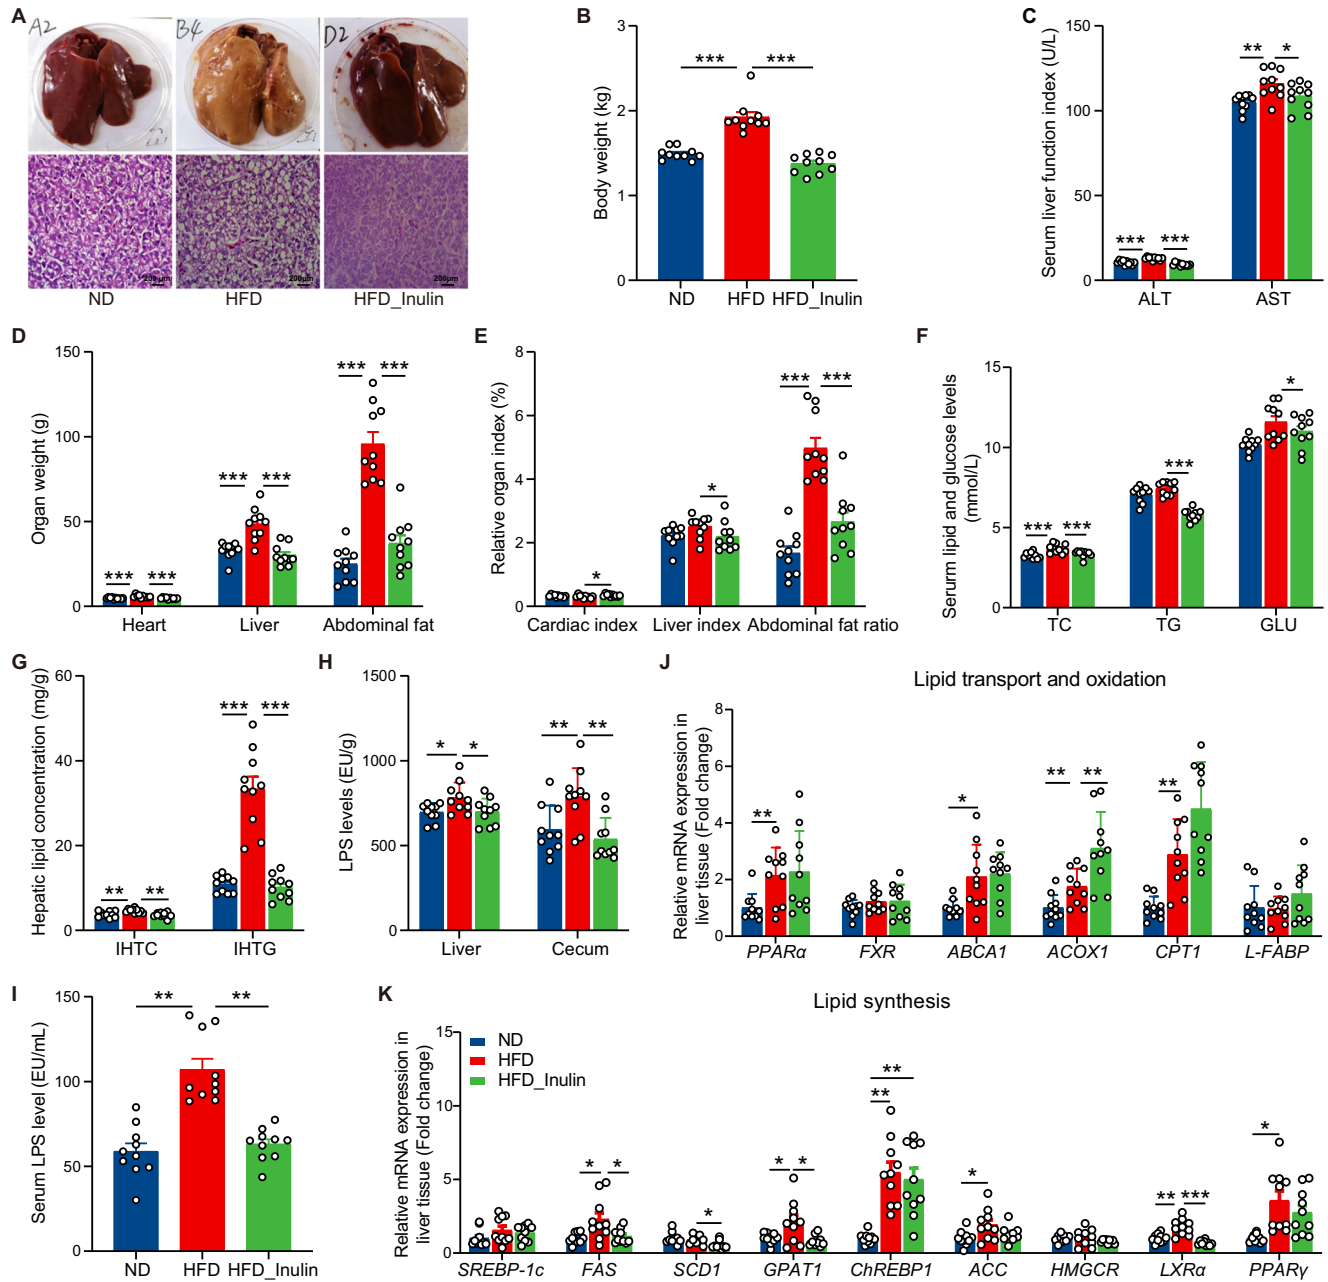 A
A2
B4
D2
200 μm
200μm
200 μm
ND
HFD
HFD_Inulin
B
Body weight (kg)
3
2
1
0
***
***
ND
HFD
HFD_Inulin
C
Serum liver function index (U/L)
150
100
50
0
***
***
**
*
ALT
AST
D
Organ weight (g)
150
100
50
0
***
***
***
***
***
***
Heart
Liver
Abdominal fat
E
Relative organ index (%)
8
6
4
2
0
*
*
***
***
Cardiac index
Liver index
Abdominal fat ratio
F
Serurm lipid and glucose levels
(mmol/L)
15
10
5
0
***
***
***
*
TC
TG
GLU
G
Hepatic lipid concentration (mg/g)
60
40
20
0
**
**
***
***
IHTC
IHTG
H
LPS levels (EU/g)
1500
1000
500
0
*
*
**
**
Liver
Cecum
J
Lipid transport and oxidation
Relative mRNA expression in
liver tissue (Fold change)
8
6
4
2
0
**
*
**
**
**
PPARα
FXR
ABCA1
ACOX1
CPT1
L-FABP
I
Serum LPS level (EU/mL)
150
100
50
0
**
**
ND
HFD
HFD_Inulin
K
Lipid synthesis
Relative mRNA expression in
liver tissue (Fold change)
15
10
5
0
ND
HFD
HFD_Inulin
*
*
*
*
*
**
**
*
**
***
*
SREBP-1c
FAS
SCD1
GPAT1
ChREBP1
ACC
HMGCR
LXRα
PPARγ